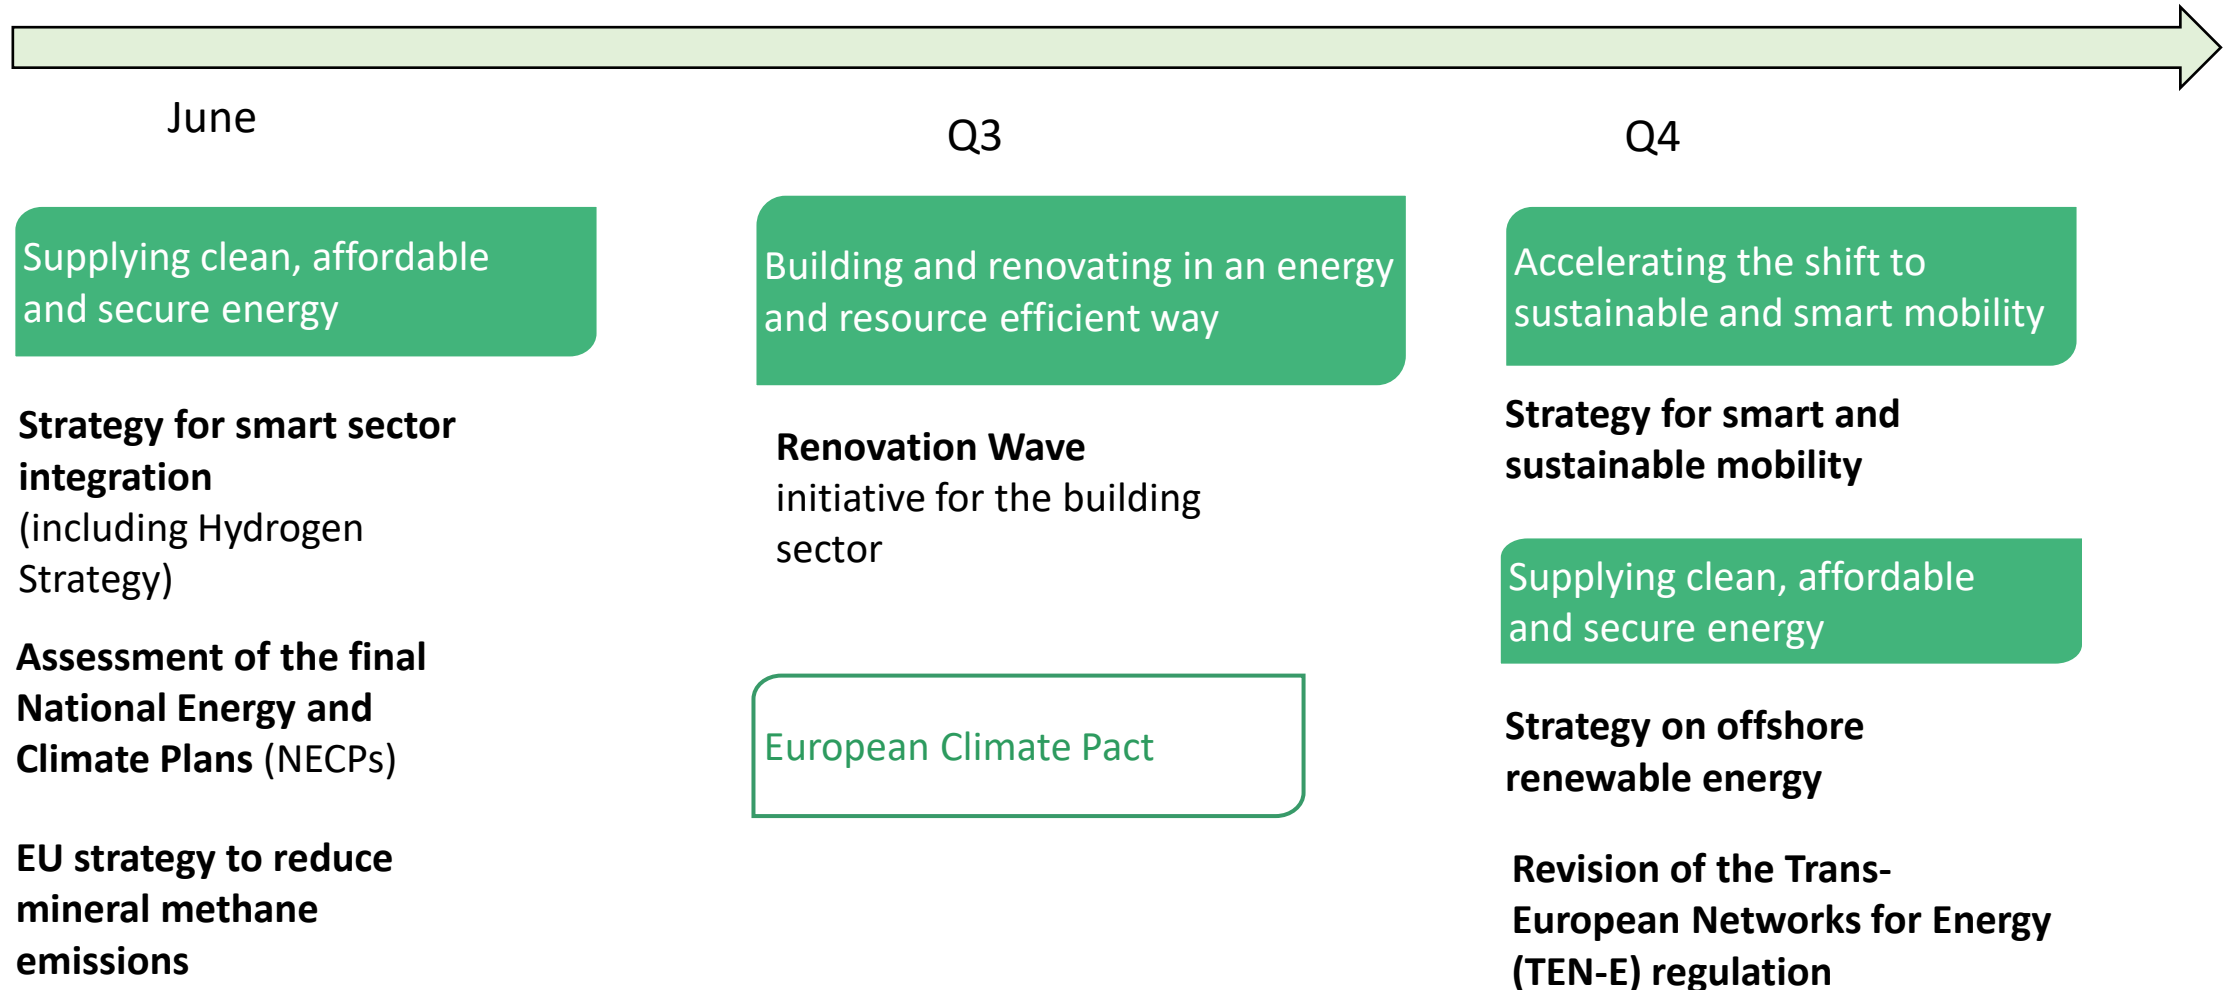 June
Supplying clean, affordable
and secure energy
Strategy for smart sector
integration
(including Hydrogen
Strategy)
Assessment of the final
National Energy and
Climate Plans (NECPs)
EU strategy to reduce
mineral methane
emissions
Q3
Building and renovating in an energy
and resource efficient way
Renovation Wave
initiative for the building
sector
European Climate Pact
Q4
Accelerating the shift to
sustainable and smart mobility
Strategy for smart and
sustainable mobility
Supplying clean, affordable
and secure energy
Strategy on offshore
renewable energy
Revision of the Trans-
European Networks for Energy
(TEN-E) regulation